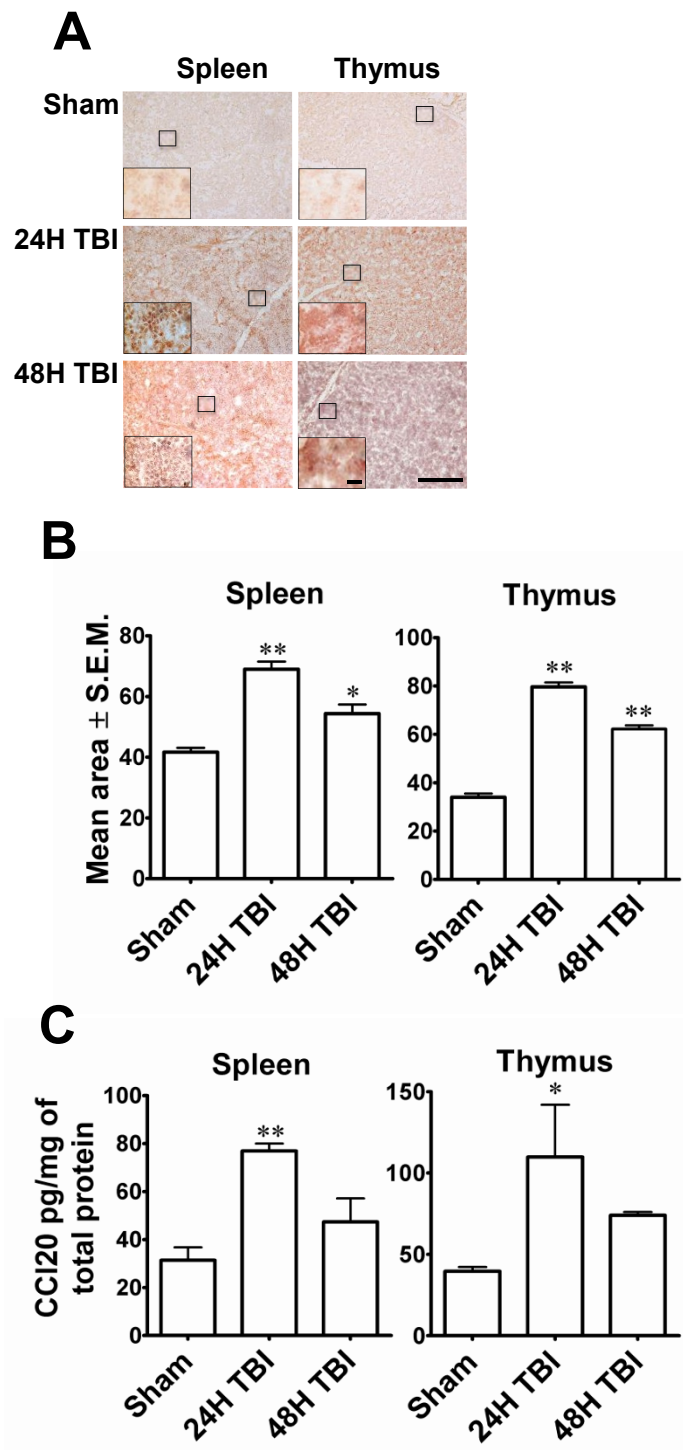 A
Spleen Thymus
Sham
24H TBI
48H TBI
B
Spleen Thymus
Mean area ± S.E.M.
80
60
40
20
0
**
*
Sham
24H TBI
48H TBI
100
80
60
40
20
0
**
**
Sham
24H TBI
48H TBI
C
Spleen Thymus
CCl20 pg/mg of
total protein
100
80
60
40
20
0
**
Sham
24H TBI
48H TBI
150
100
50
0
*
Sham
24H TBI
48H TBI